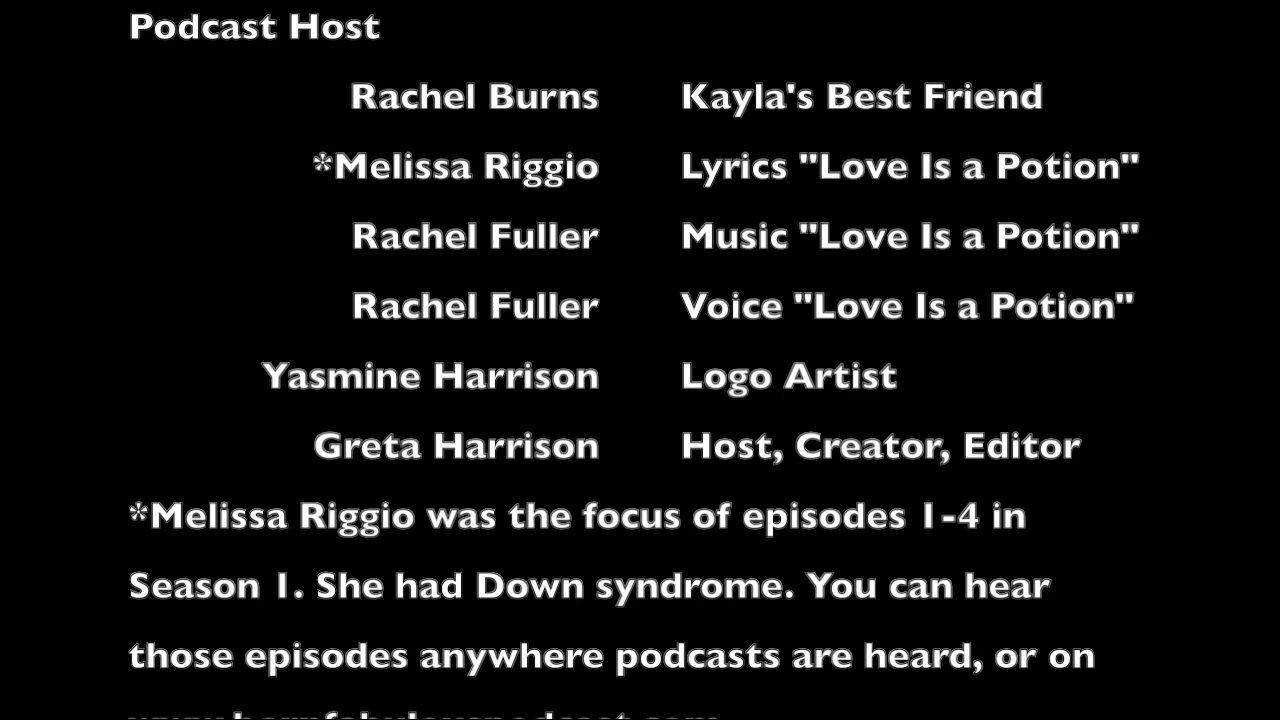 Podcast Host
Rachel Burns Kayla's Best Friend
*Melissa Riggio Lyrics "Love Is a Potion"
Rachel Fuller Music "Love Is a Potion"
Rachel Fuller Voice "Love Is a Potion"
Yasmine Harrison Logo Artist
Greta Harrison Host, Creator, Editor
*Melissa Riggio was the focus of episodes 1-4 in
Season 1. She had Down syndrome. You can hear
those episodes anywhere podcasts are heard, or on